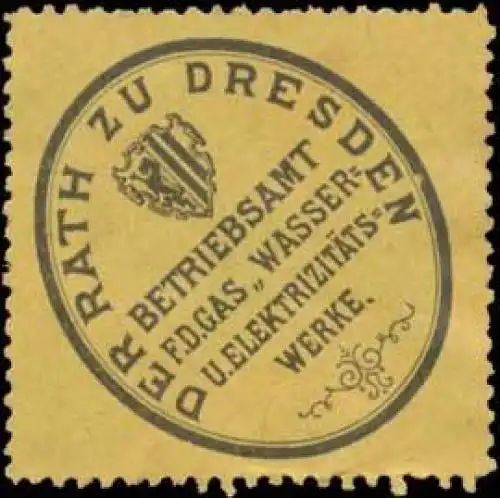 DER RATH ZU DRESDEN
BETRIEBSAMT
F.D.GAS„ WASSER=
U.ELEKTRIZITÄTS=
WERKE.